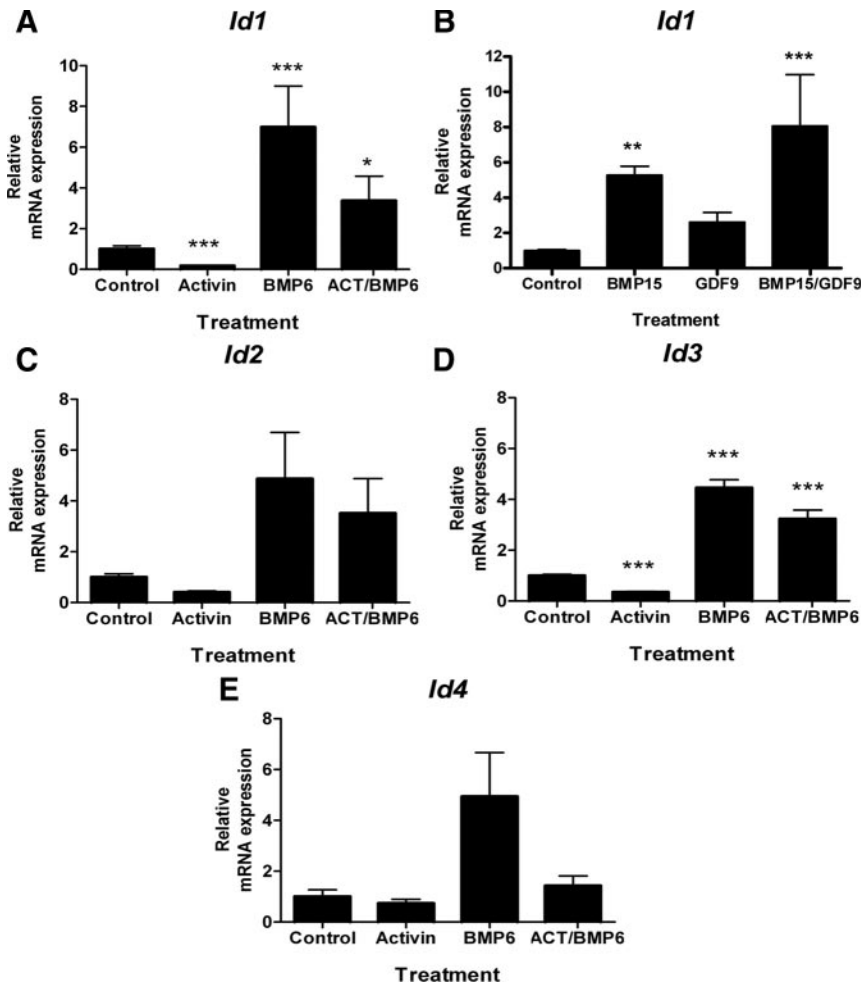 A
Id1
Relative
mRNA expression
10
8
6
4
2
0
***
***
*
Control Activin BMP6 ACT/BMP6
Treatment
B
Id1
Relative
mRNA expression
12
10
8
6
4
2
0
**
***
Control BMP15 GDF9 BMP15/GDF9
Treatment
C
Id2
Relative
mRNA expression
8
6
4
2
0
Control Activin BMP6 ACT/BMP6
Treatment
D
Id3
Relative
mRNA expression
8
6
4
2
0
***
***
***
Control Activin BMP6 ACT/BMP6
Treatment
E
Id4
Relative
mRNA expression
8
6
4
2
0
Control Activin BMP6 ACT/BMP6
Treatment